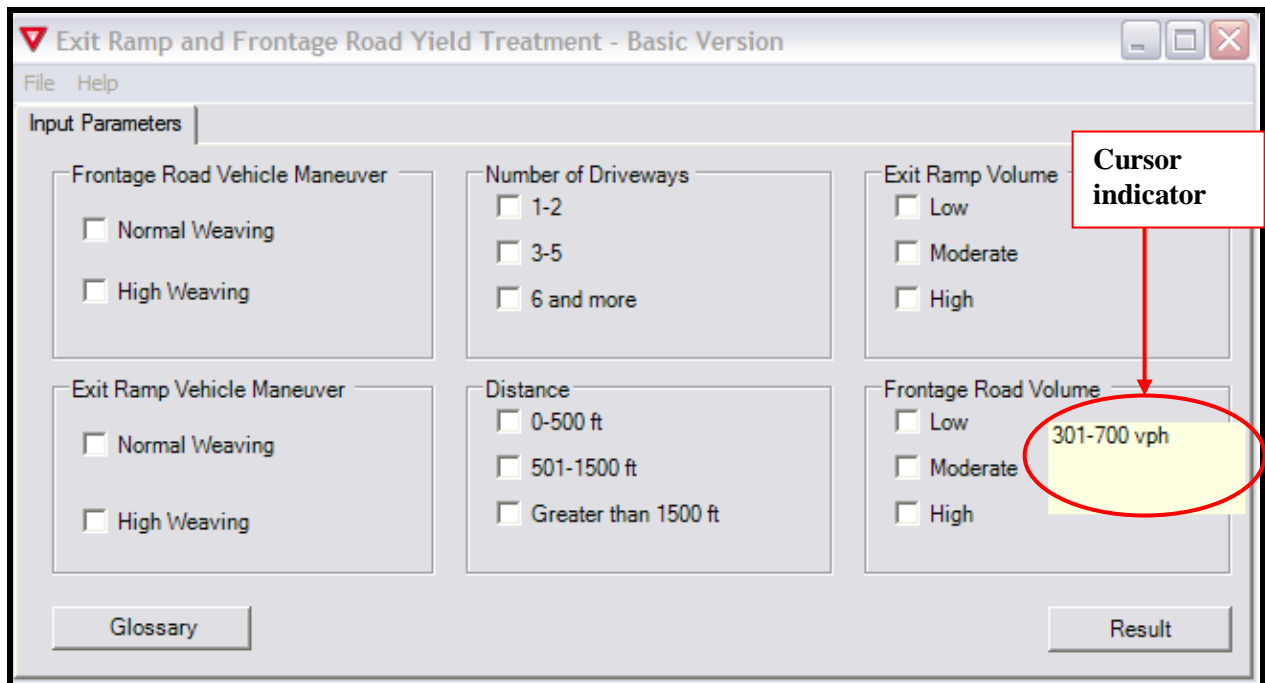 Exit Ramp and Frontage Road Yield Treatment - Basic Version
File Help
Input Parameters
Cursor
indicator
Frontage Road Vehicle Maneuver
Normal Weaving
High Weaving
Number of Driveways
1-2
3-5
6 and more
Exit Ramp Volume
Low
Moderate
High
Exit Ramp Vehicle Maneuver
Normal Weaving
High Weaving
Distance
0-500 ft
501-1500 ft
Greater than 1500 ft
Frontage Road Volume
Low
Moderate
High
301-700 vph
Glossary
Result